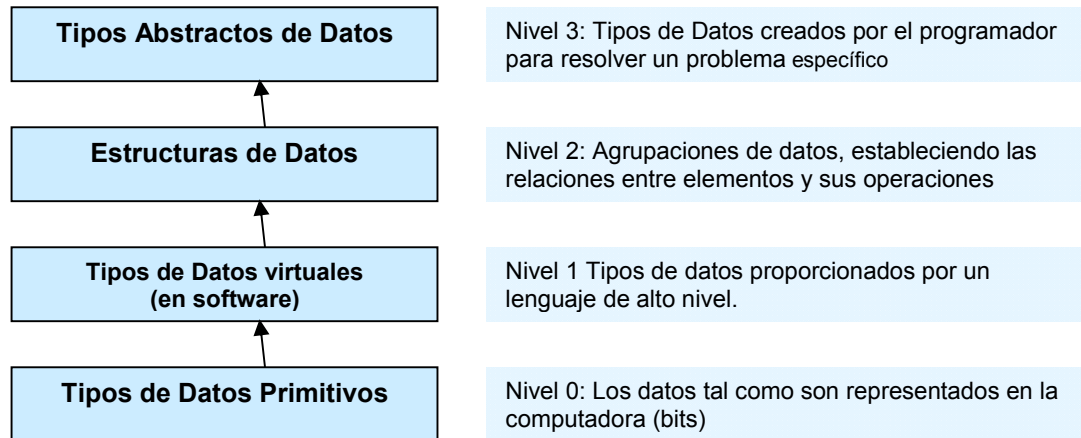 Tipos Abstractos de Datos
Nivel 3: Tipos de Datos creados por el programador
para resolver un problema específico
Estructuras de Datos
Nivel 2: Agrupaciones de datos, estableciendo las
relaciones entre elementos y sus operaciones
Tipos de Datos virtuales
(en software)
Nivel 1 Tipos de datos proporcionados por un
lenguaje de alto nivel.
Tipos de Datos Primitivos
Nivel 0: Los datos tal como son representados en la
computadora (bits)